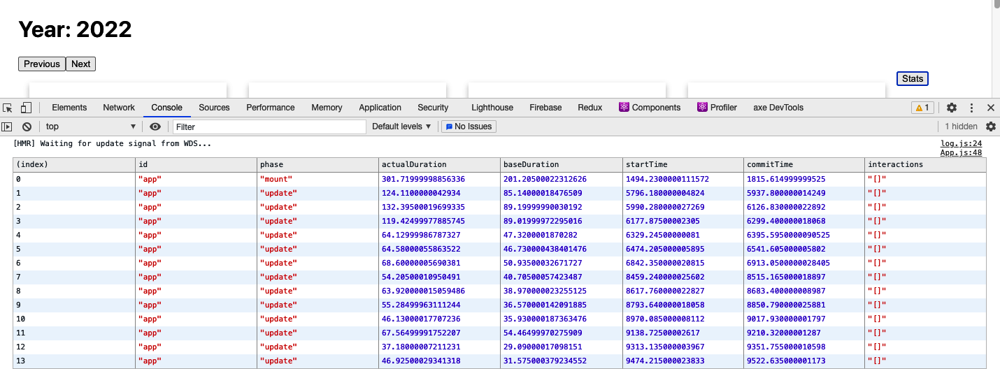 Year: 2022
Previous Next
Stats
Elements Network Console Sources Performance Memory Application Security Lighthouse Firebase Redux Components Profiler axe DevTools 1
top Filter Default levels No Issues 1 hidden
[HMR] Waiting for update signal from WDS... log.js:24
App.js:48
(index) id phase actualDuration baseDuration startTime commitTime interactions
0 "app" "mount" 301.71999998856336 201.20500022312626 1494.2300000111572 1815.614999999525 "[]"
1 "app" "update" 124.1100000042934 85.14000018476509 5796.180000004824 5937.800000014249 "[]"
2 "app" "update" 132.39500019699335 89.19999990030192 5990.280000027269 6126.830000022892 "[]"
3 "app" "update" 119.42499977885745 89.01999972295016 6177.87500002305 6299.400000018068 "[]"
4 "app" "update" 64.12999986787327 47.3200001870282 6329.24500000081 6395.5950000090525 "[]"
5 "app" "update" 64.58000055863522 46.730000438401476 6474.205000005895 6541.605000005802 "[]"
6 "app" "update" 68.60000005690381 50.93500032671727 6842.350000020815 6913.0500000028405 "[]"
7 "app" "update" 54.20500010950491 40.70500057423487 8459.240000025602 8515.165000018897 "[]"
8 "app" "update" 63.920000015059486 38.970000023255125 8617.760000022827 8683.400000008987 "[]"
9 "app" "update" 55.28499963111244 36.570000142091885 8793.640000018058 8850.790000025881 "[]"
10 "app" "update" 46.13000017707236 35.930000187363476 8970.085000008112 9017.930000001797 "[]"
11 "app" "update" 67.56499991752207 54.46499970275909 9138.72500002617 9210.32000001287 "[]"
12 "app" "update" 37.18000007211231 29.09000017098151 9313.135000003967 9351.755000010598 "[]"
13 "app" "update" 46.92500029341318 31.575000379234552 9474.215000023833 9522.635000001173 "[]"